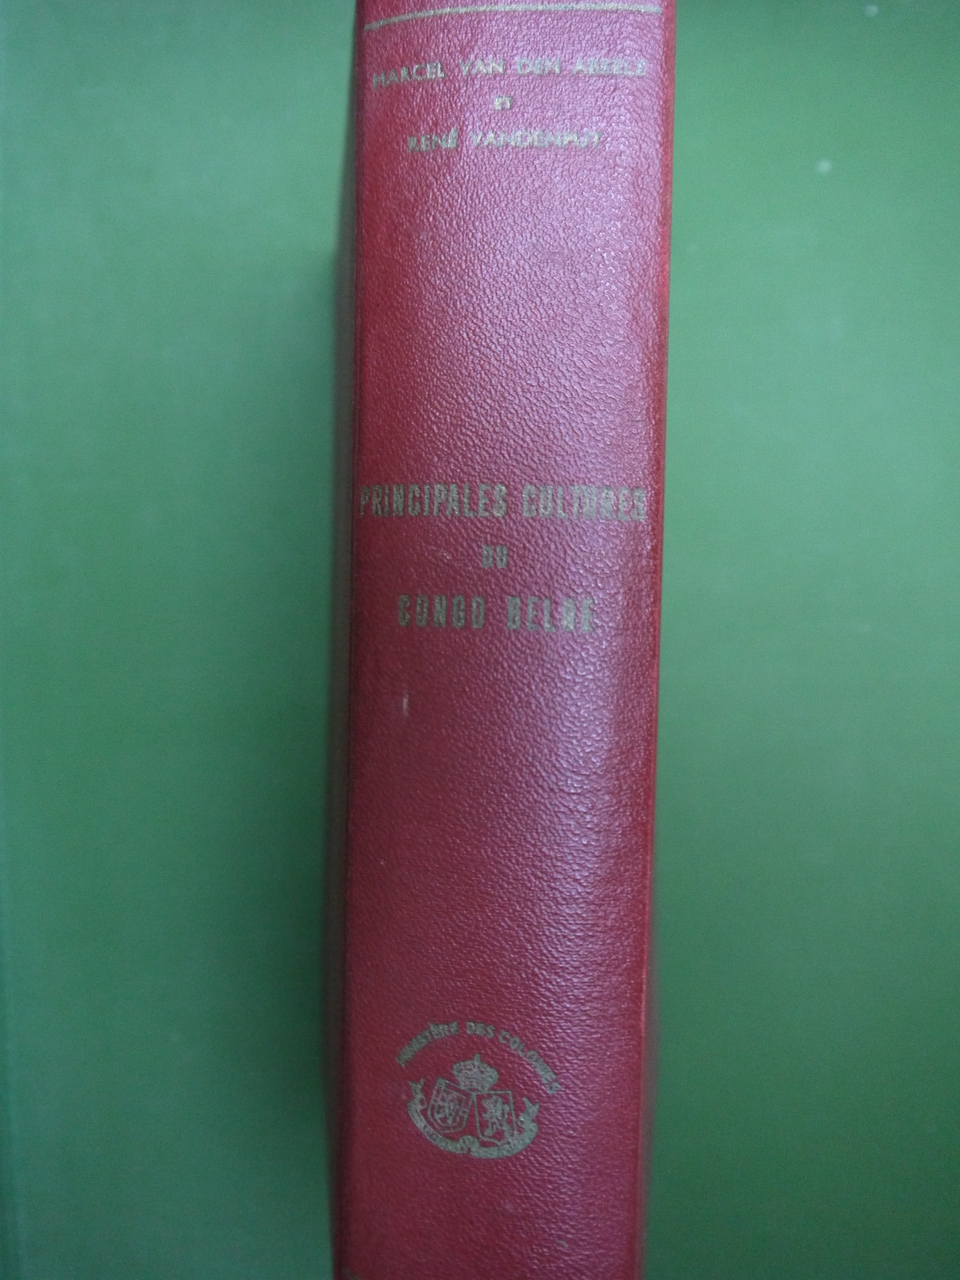 MARCEL VAN DEN ABEELE
ET
RENÉ VANDENPUT
PRINCIPALES CULTURES
DU
CONGO BELGE
MINISTÈRE DES COLONIES